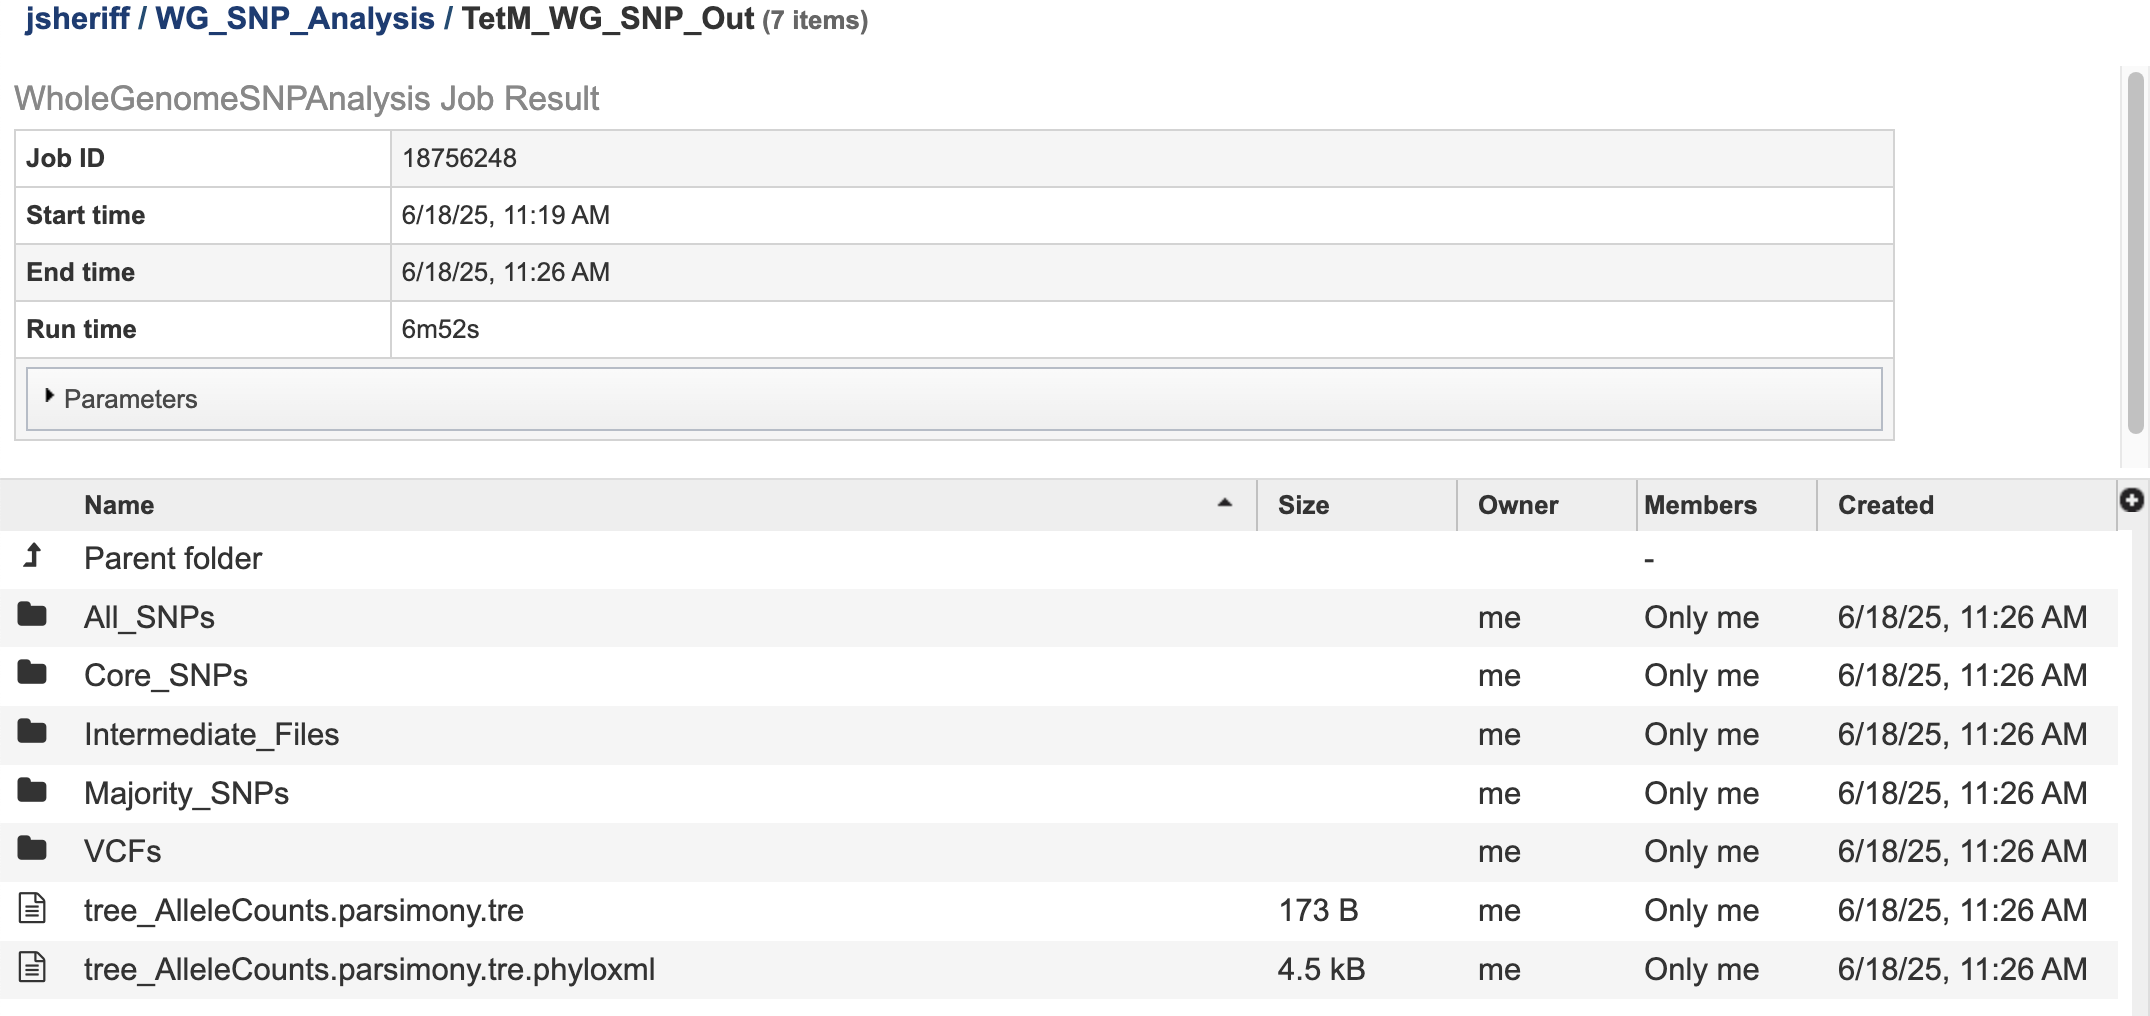 jsheriff / WG_SNP_Analysis / TetM_WG_SNP_Out (7 items)
WholeGenomeSNPAnalysis Job Result
Job ID 18756248
Start time 6/18/25, 11:19 AM
End time 6/18/25, 11:26 AM
Run time 6m52s
Parameters
Name Size Owner Members Created
Parent folder -
All_SNPs me Only me 6/18/25, 11:26 AM
Core_SNPs me Only me 6/18/25, 11:26 AM
Intermediate_Files me Only me 6/18/25, 11:26 AM
Majority_SNPs me Only me 6/18/25, 11:26 AM
VCFs me Only me 6/18/25, 11:26 AM
tree_AlleleCounts.parsimony.tre 173 B me Only me 6/18/25, 11:26 AM
tree_AlleleCounts.parsimony.tre.phyloxml 4.5 kB me Only me 6/18/25, 11:26 AM